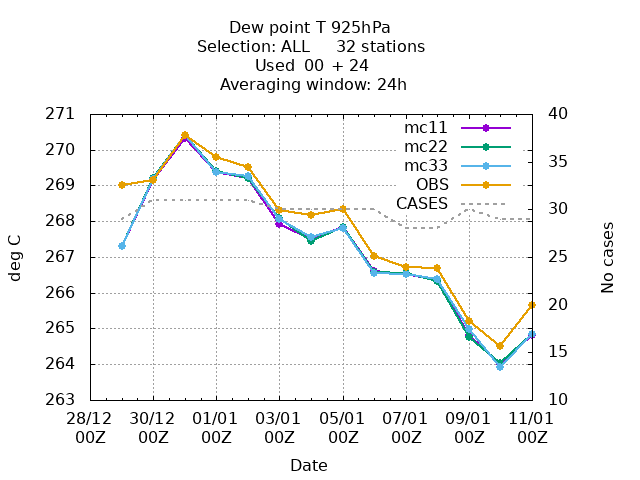 Dew point T 925hPa
Selection: ALL     32 stations
Used  00 + 24
Averaging window: 24h
271
270
269
268
267
266
265
264
263
deg C
40
35
30
25
20
15
10
No cases
mc11
mc22
mc33
OBS
CASES
28/12 30/12 01/01 03/01 05/01 07/01 09/01 11/01
00Z 00Z 00Z 00Z 00Z 00Z 00Z 00Z
Date